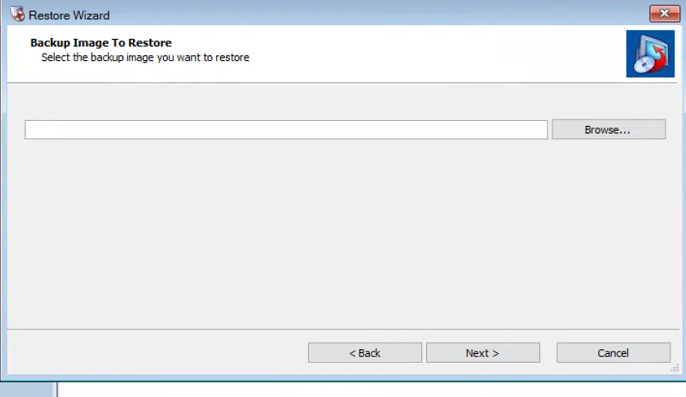 Restore Wizard
Backup Image To Restore
Select the backup image you want to restore
Browse...
< Back
Next >
Cancel